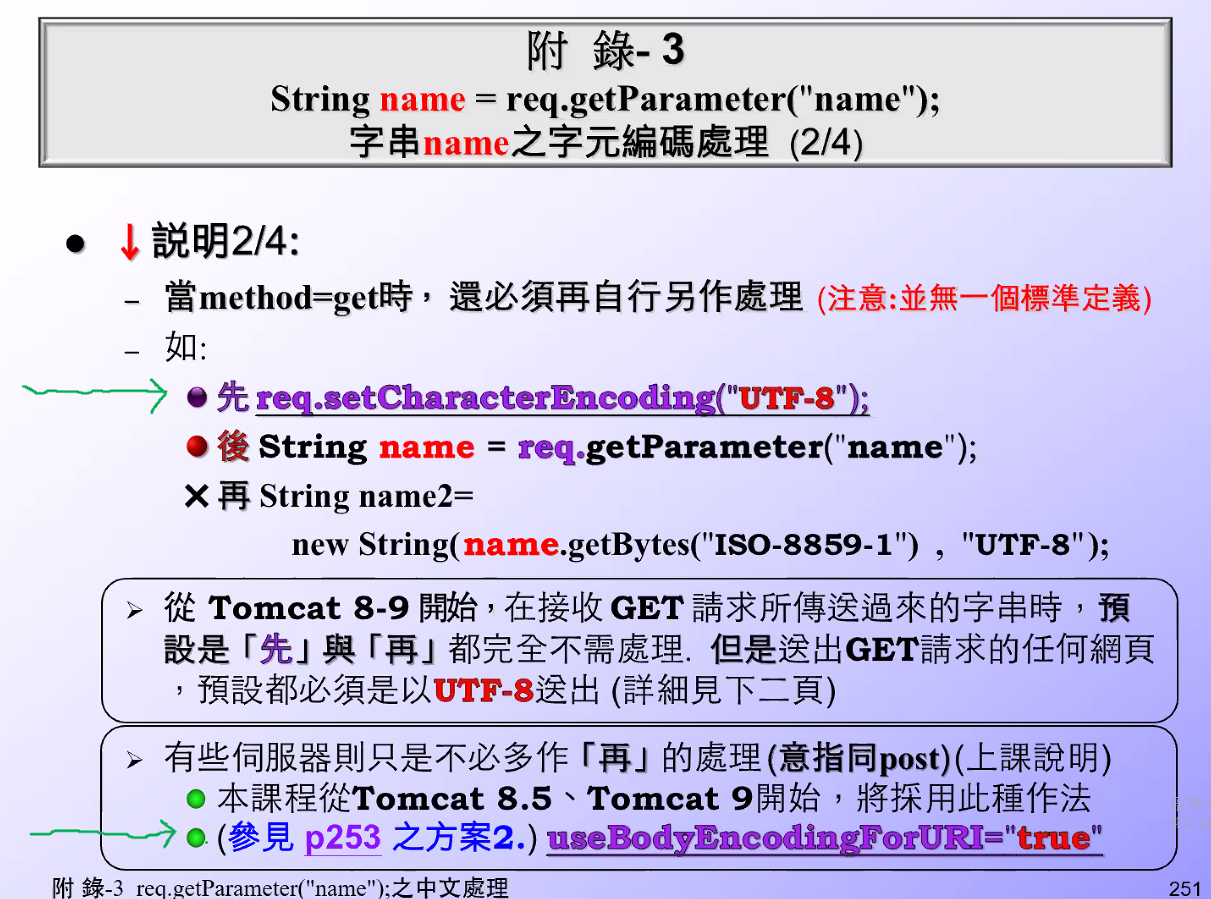 附 錄- 3
String name = req.getParameter("name");
字串name之字元編碼處理 (2/4)
● ↓說明2/4:
– 當method=get時, 還必須再自行另作處理 (注意:並無一個標準定義)
– 如:
● 先 req.setCharacterEncoding("UTF-8");
● 後 String name = req.getParameter("name");
✕ 再 String name2=
new String(name.getBytes("ISO-8859-1") , "UTF-8");
➢ 從 Tomcat 8-9 開始,在接收 GET 請求所傳送過來的字串時,預
設是「先」與「再」都完全不需處理. 但是送出GET請求的任何網頁
,預設都必須是以UTF-8送出 (詳細見下二頁)
➢ 有些伺服器則只是不必多作「再」的處理(意指同post)(上課說明)
● 本課程從Tomcat 8.5、Tomcat 9開始,將採用此種作法
● (參見 p253 之方案2.) useBodyEncodingForURI="true"
附 錄-3 req.getParameter("name");之中文處理
251